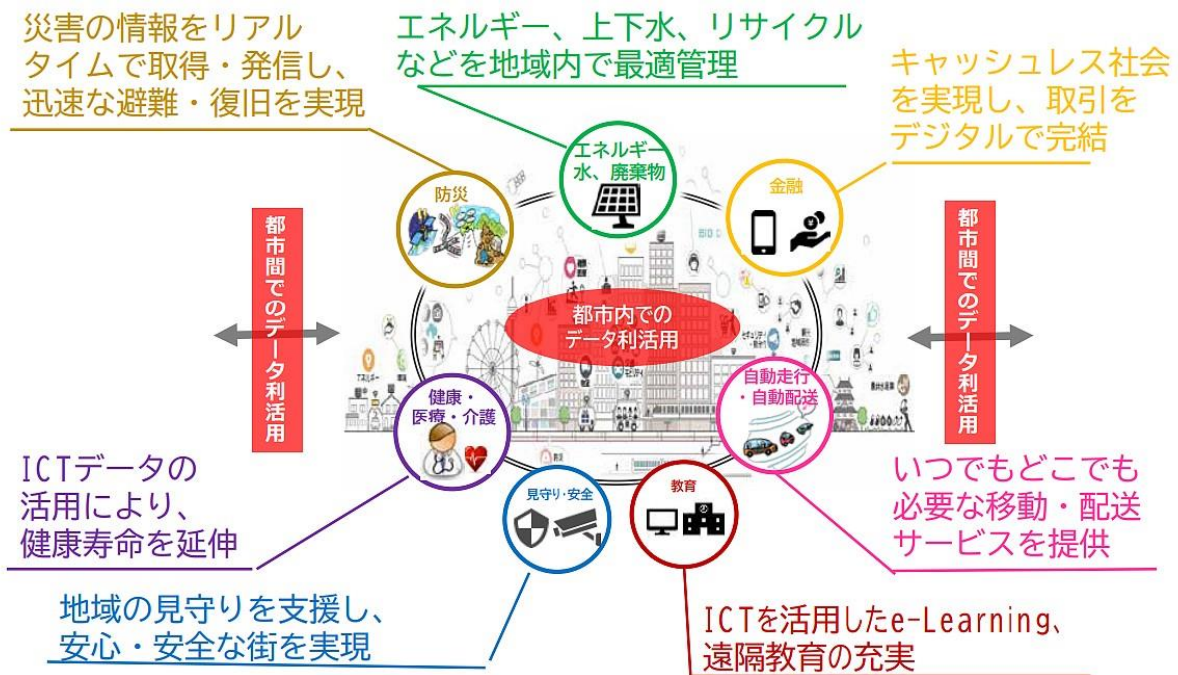 災害の情報をリアル
タイムで取得・発信し、
迅速な避難・復旧を実現
エネルギー、上下水、リサイクル
などを地域内で最適管理
キャッシュレス社会
を実現し、取引を
デジタルで完結
防災
エネルギー
水、廃棄物
金融
都市間でのデータ利活用
都市内での
データ利活用
都市間でのデータ利活用
エネルギー
健康・
医療・介護
自動走行
・自動配送
見守り・安全
教育
ICTデータの
活用により、
健康寿命を延伸
いつでもどこでも
必要な移動・配送
サービスを提供
地域の見守りを支援し、
安心・安全な街を実現
ICTを活用したe-Learning、
遠隔教育の充実